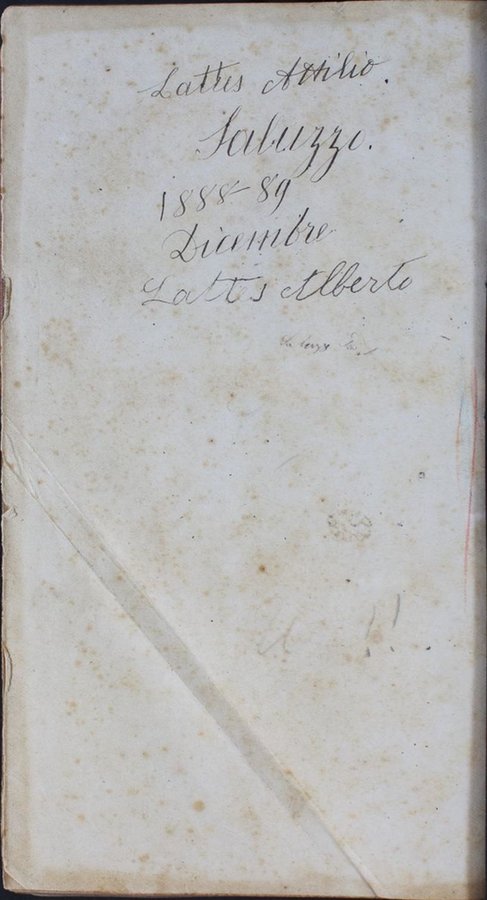 Lattes Attilio.
Saluzzo.
1888-89
Dicembre
Lattes Alberto